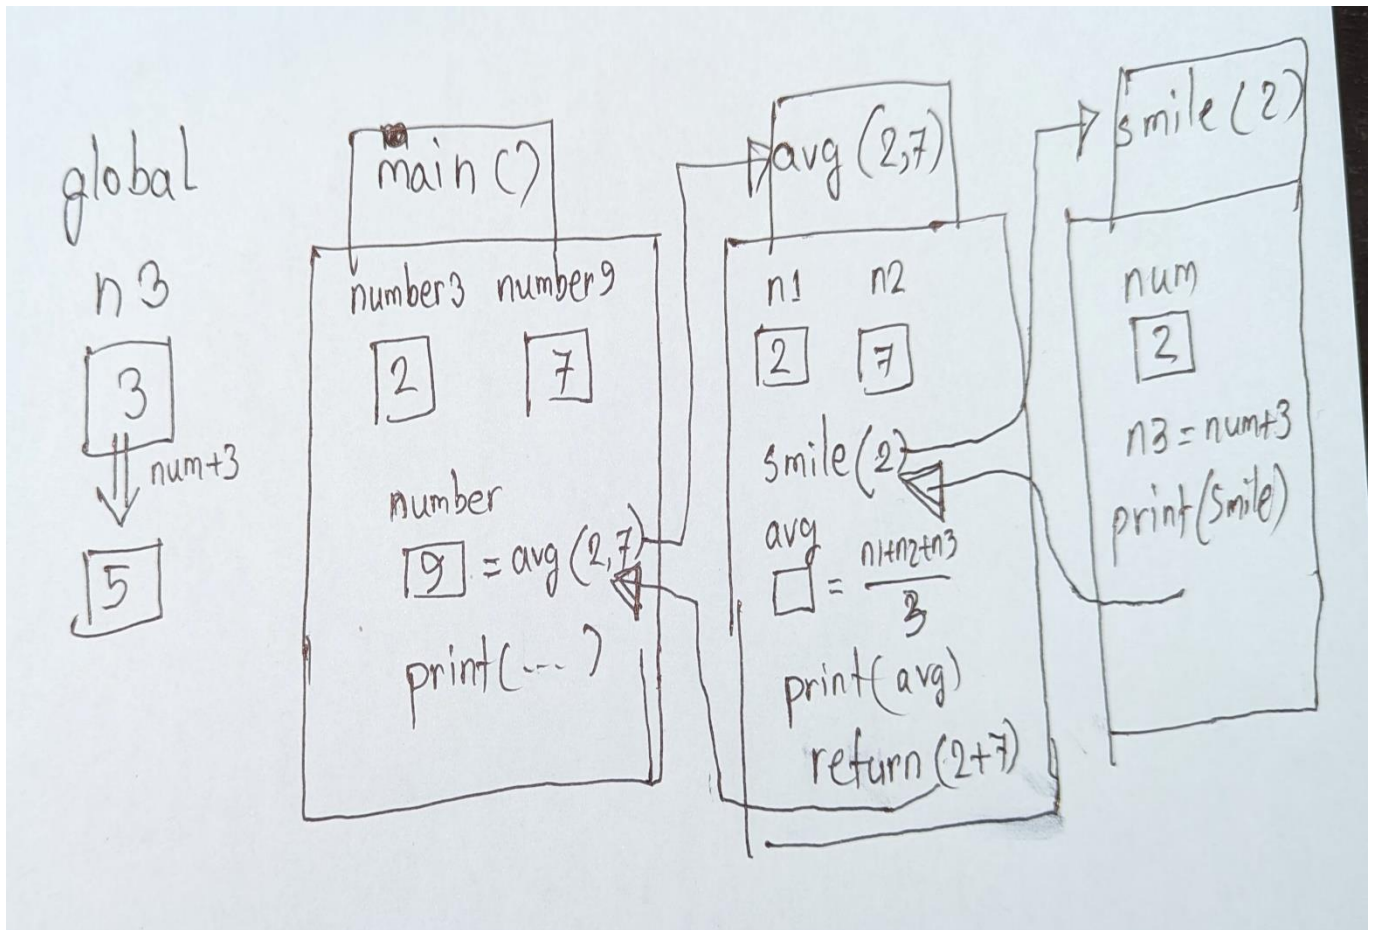 global
n3
3
num+3
5
main()
number3 number9
2 7
number
9 = avg(2,7)
print(---)
avg(2,7)
n1 n2
2 7
smile(2)
avg
= n1+n2+n3
3
print(avg)
return(2+7)
smile(2)
num
2
n3=num+3
print(Smile)